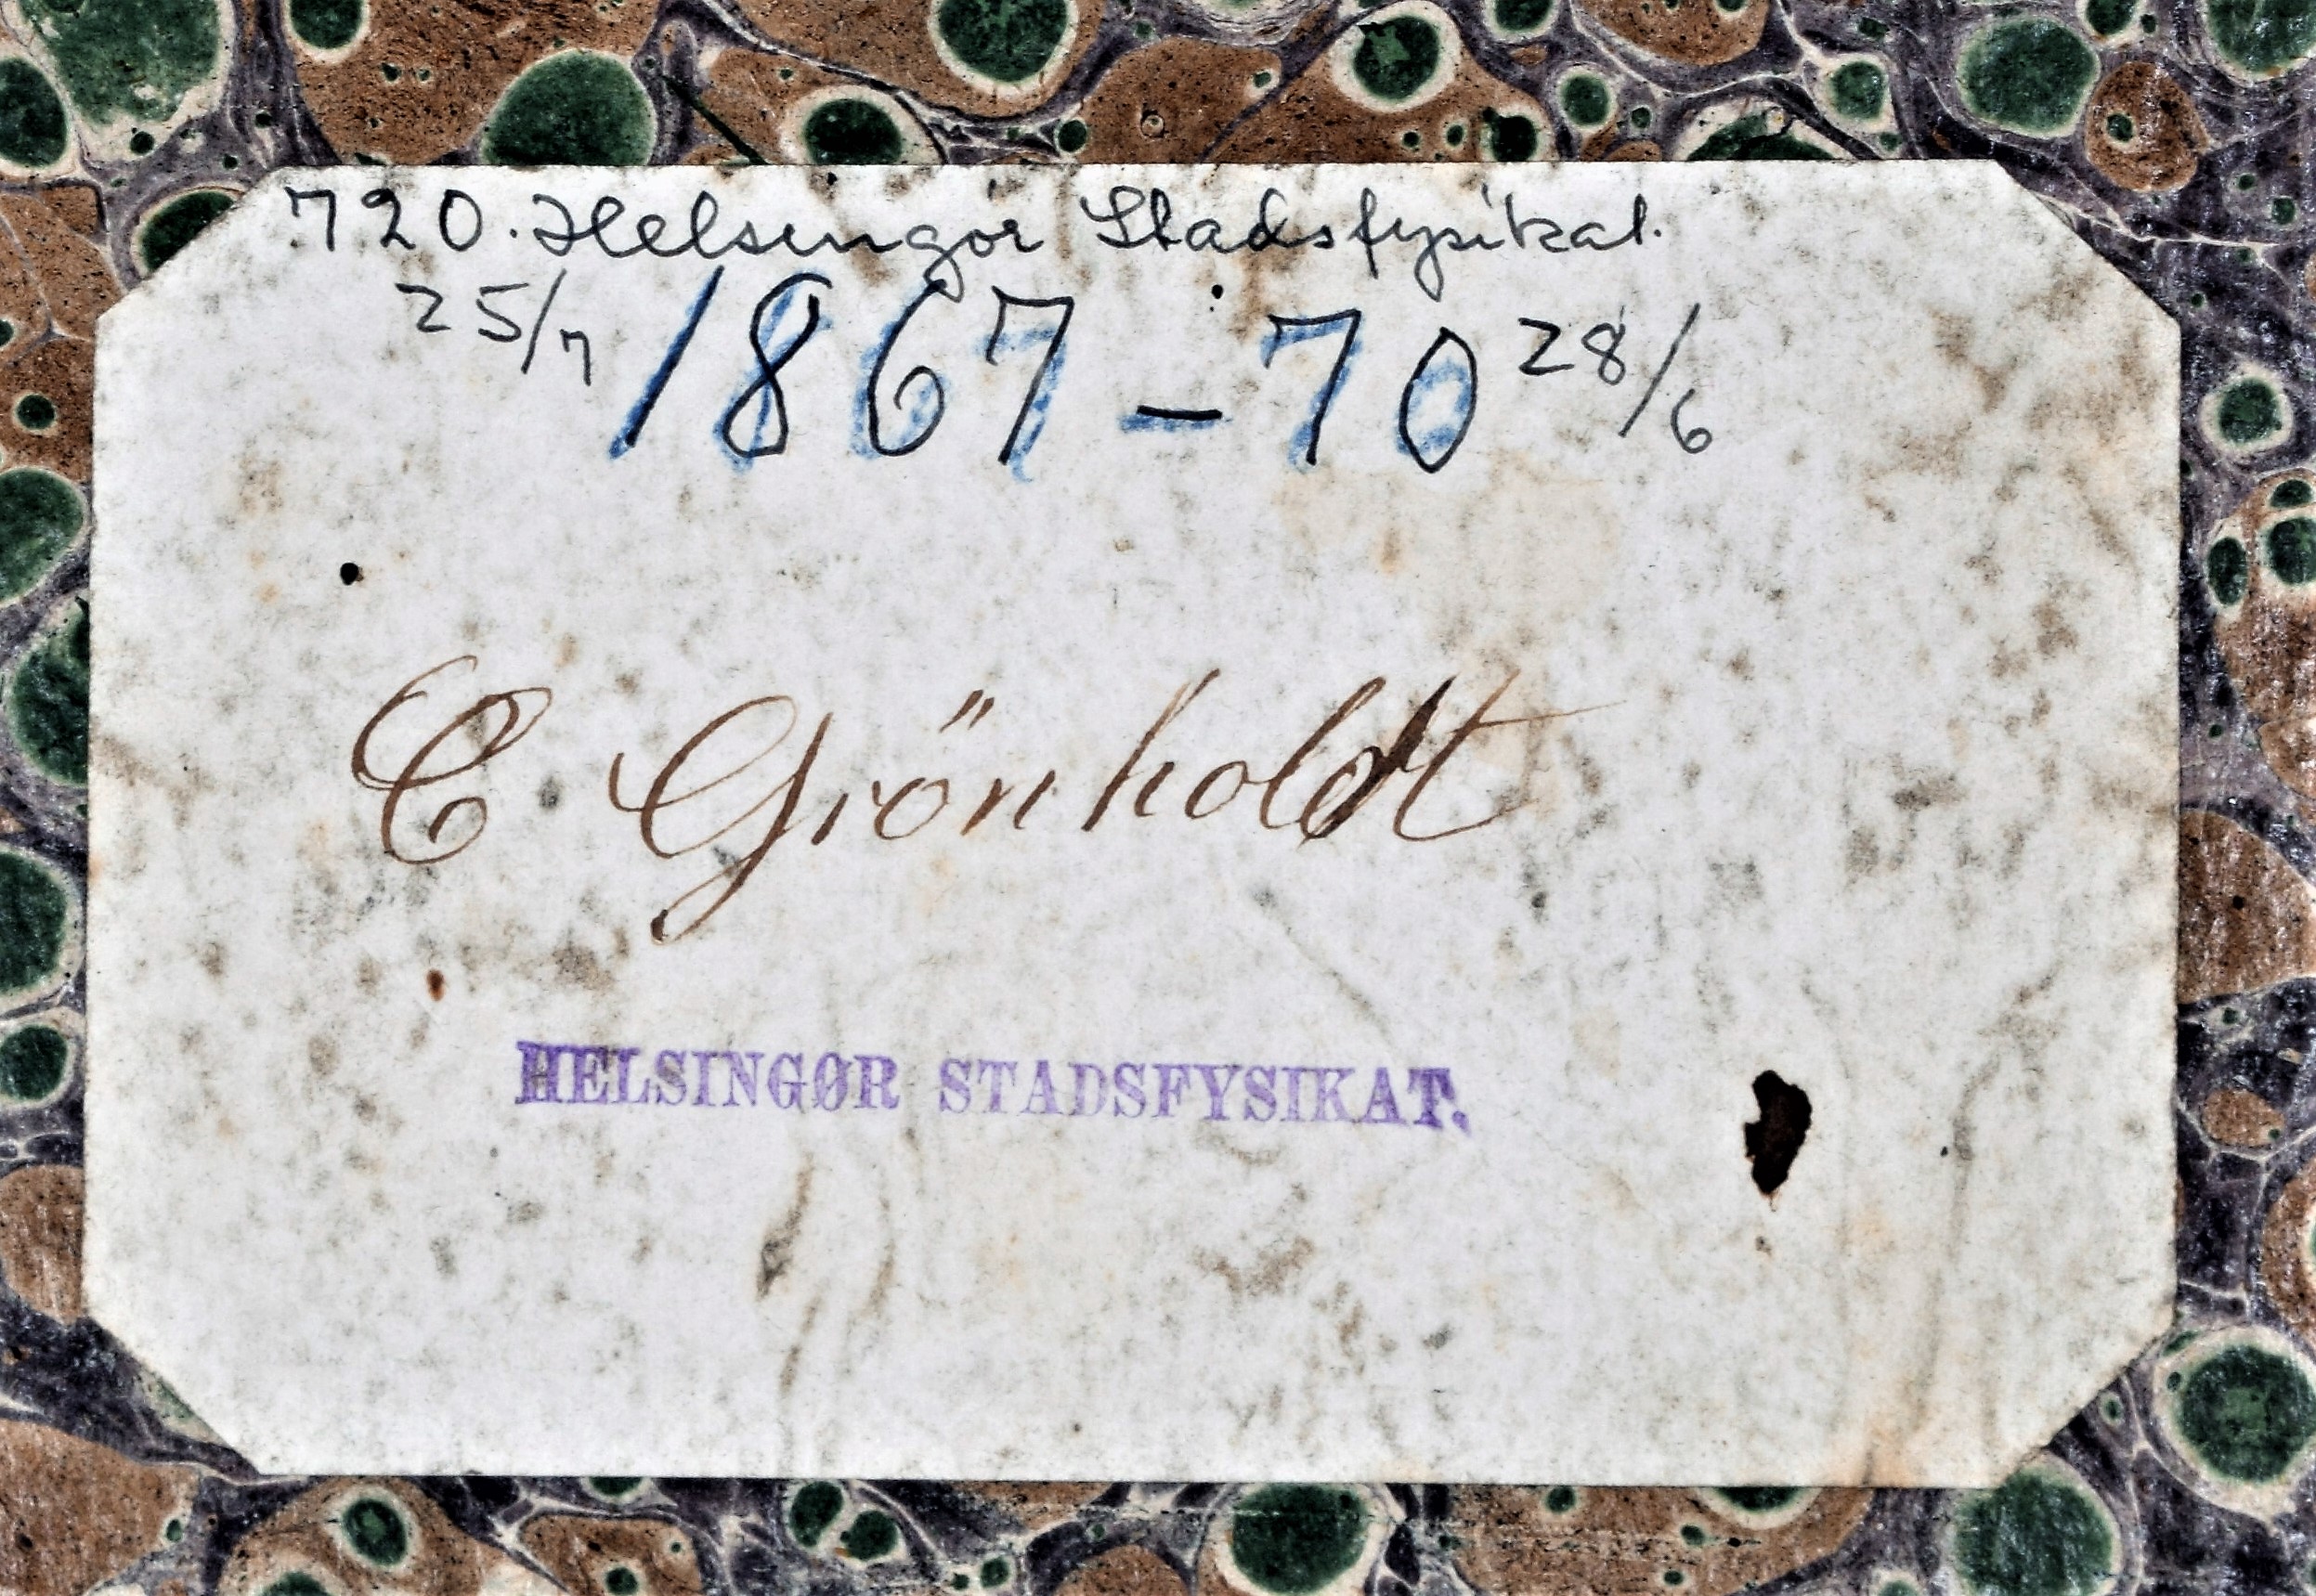 720. Helsingør Stadsfysikat.
25/7 1867-70 28/6
C Grönholdt
HELSINGØR STADSFYSIKAT.